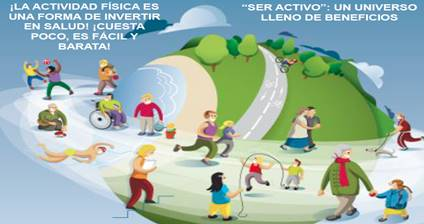 ¡LA ACTIVIDAD FÍSICA ES
UNA FORMA DE INVERTIR
EN SALUD! ¡CUESTA
POCO, ES FÁCIL Y
BARATA!
“SER ACTIVO”: UN UNIVERSO
LLENO DE BENEFICIOS